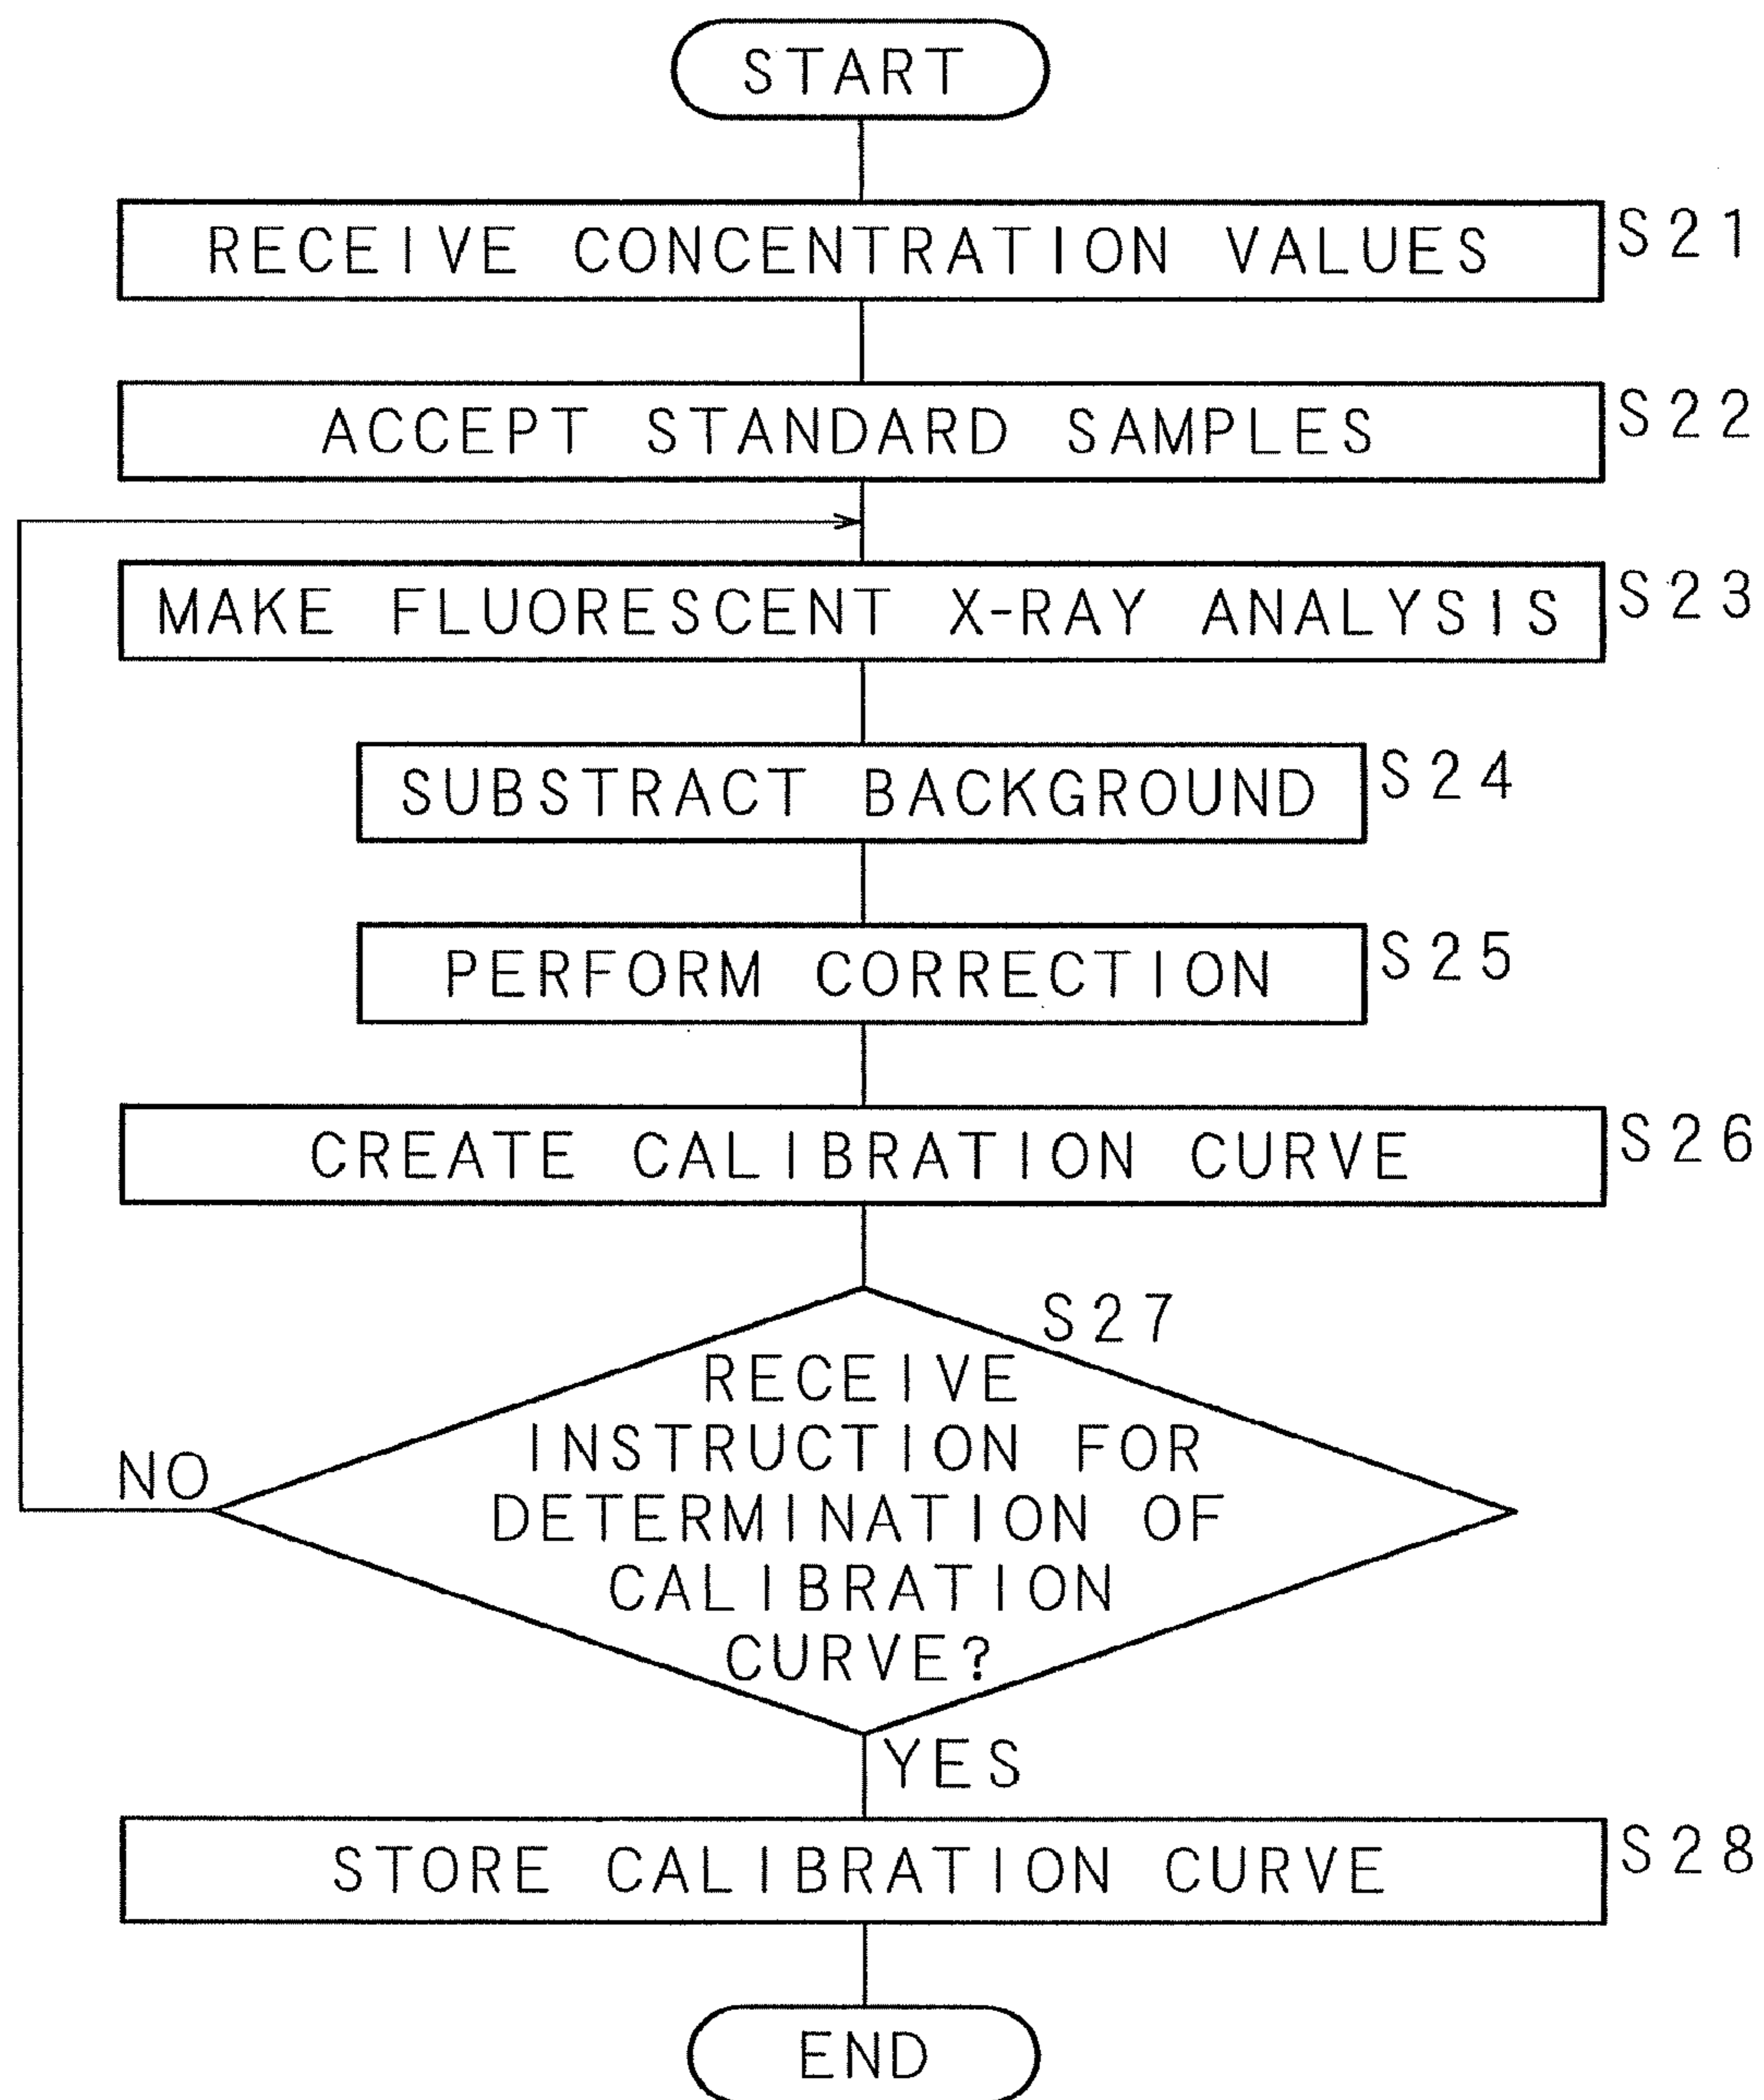 START
RECEIVE CONCENTRATION VALUES
S21
ACCEPT STANDARD SAMPLES
S22
MAKE FLUORESCENT X-RAY ANALYSIS
S23
SUBSTRACT BACKGROUND
S24
PERFORM CORRECTION
S25
CREATE CALIBRATION CURVE
S26
S27
RECEIVE
INSTRUCTION FOR
DETERMINATION OF
CALIBRATION
CURVE?
NO
YES
STORE CALIBRATION CURVE
S28
END